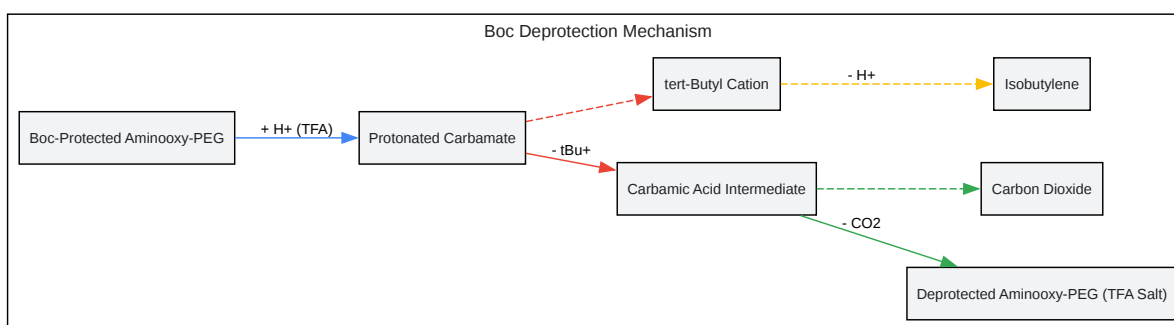 Boc Deprotection Mechanism
tert-Butyl Cation
- H+
Isobutylene
Boc-Protected Aminooxy-PEG
+ H+ (TFA)
Protonated Carbamate
- tBu+
Carbamic Acid Intermediate
Carbon Dioxide
- CO2
Deprotected Aminooxy-PEG (TFA Salt)